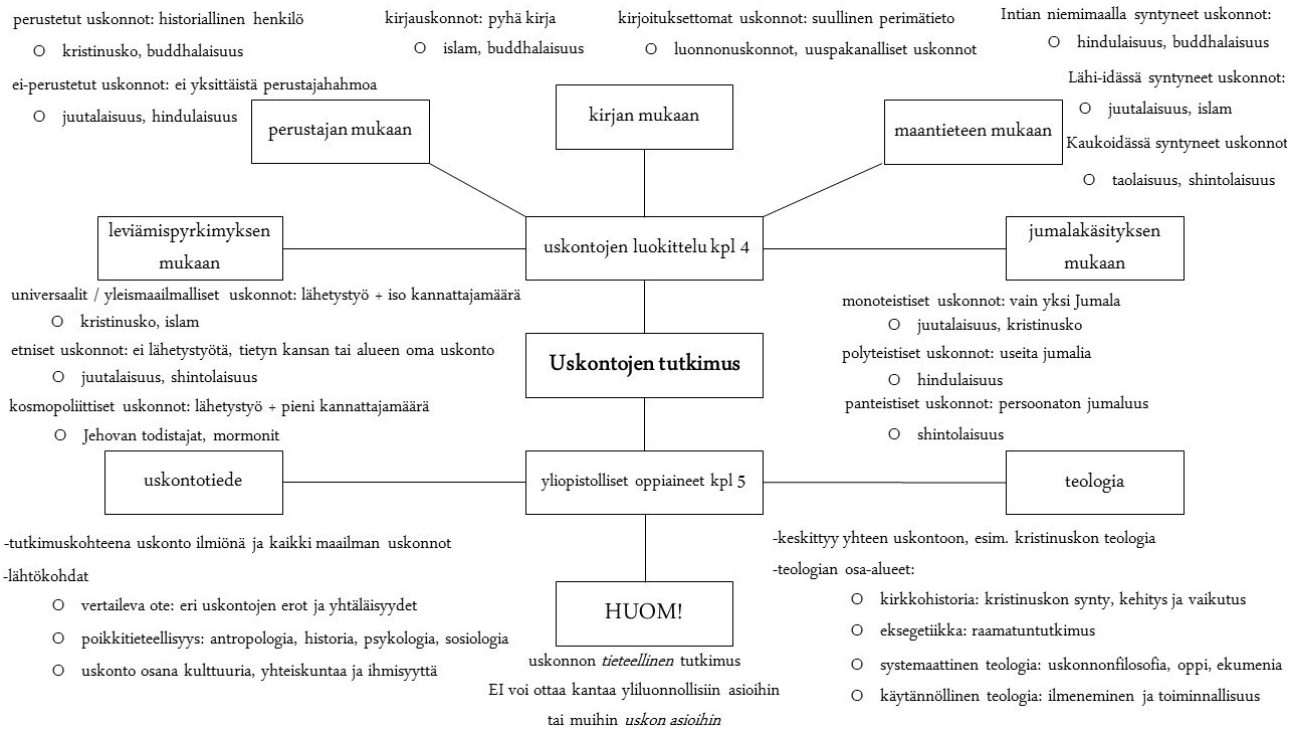 perustetut uskonnot: historiallinen henkilö
O kristinusko, buddhalaisuus
ei-perustetut uskonnot: ei yksittäistä perustajahahmoa
O juutalaisuus, hindulaisuus
perustajan mukaan
kirjauskonnot: pyhä kirja
O islam, buddhalaisuus
kirjoituksettomat uskonnot: suullinen perimätieto
O luonnonuskonnot, uuspakanalliset uskonnot
kirjan mukaan
Intian niemimaalla syntyneet uskonnot:
O hindulaisuus, buddhalaisuus
Lähi-idässä syntyneet uskonnot:
O juutalaisuus, islam
Kaukoidässä syntyneet uskonnot
O taolaisuus, shintolaisuus
maantieteen mukaan
leviämispyrkimyksen
mukaan
uskontojen luokittelu kpl 4
jumalakäsityksen
mukaan
universaalit / yleismaailmalliset uskonnot: lähetystyö + iso kannattajamäärä
O kristinusko, islam
etniset uskonnot: ei lähetystyötä, tietyn kansan tai alueen oma uskonto
O juutalaisuus, shintolaisuus
kosmopoliittiset uskonnot: lähetystyö + pieni kannattajamäärä
O Jehovan todistajat, mormonit
Uskontojen tutkimus
monoteistiset uskonnot: vain yksi Jumala
O juutalaisuus, kristinusko
polyteistiset uskonnot: useita jumalia
O hindulaisuus
panteistiset uskonnot: persoonaton jumaluus
O shintolaisuus
uskontotiede
yliopistolliset oppiaineet kpl 5
teologia
-tutkimuskohteena uskonto ilmiönä ja kaikki maailman uskonnot
-lähtökohdat
O vertaileva ote: eri uskontojen erot ja yhtäläisyydet
O poikkitieteellisyys: antropologia, historia, psykologia, sosiologia
O uskonto osana kulttuuria, yhteiskuntaa ja ihmisyyttä
HUOM!
uskonnon tieteellinen tutkimus
EI voi ottaa kantaa yliluonnollisiin asioihin
tai muihin uskon asioihin
-keskittyy yhteen uskontoon, esim. kristinuskon teologia
-teologian osa-alueet:
O kirkkohistoria: kristinuskon synty, kehitys ja vaikutus
O eksegetiikka: raamatuntutkimus
O systemaattinen teologia: uskonnonfilosofia, oppi, ekumenia
O käytännöllinen teologia: ilmeneminen ja toiminnallisuus